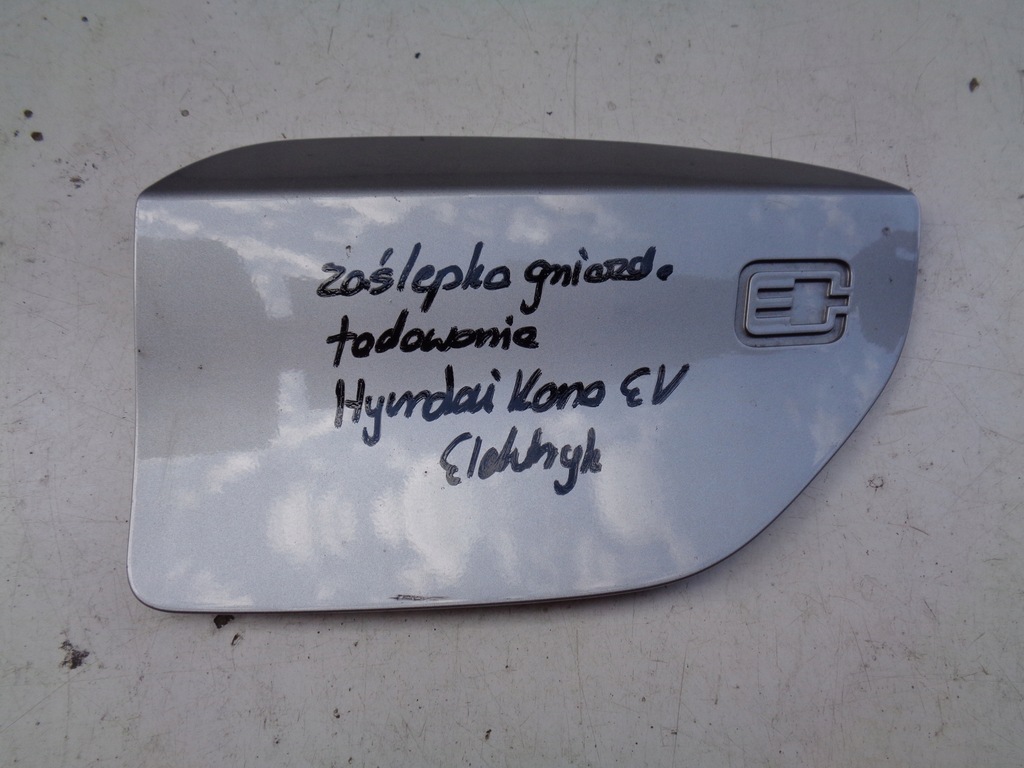 zaślepka gniazd.
ładowania
Hyundai Kona EV
Elektryk